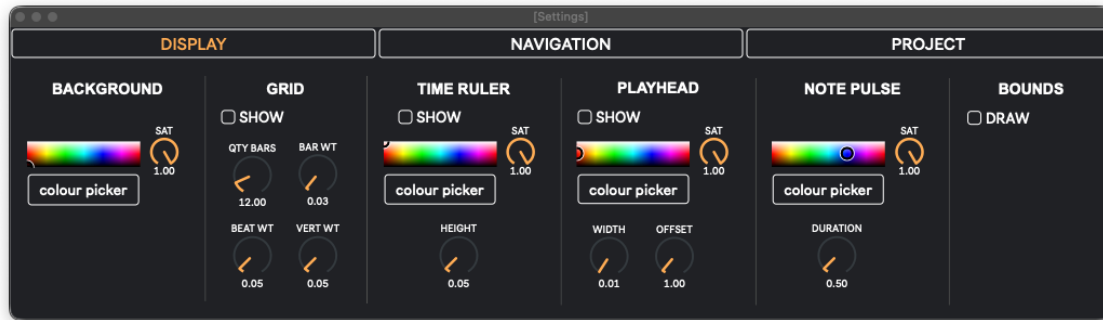 [Settings]
DISPLAY NAVIGATION PROJECT
BACKGROUND GRID TIME RULER PLAYHEAD NOTE PULSE BOUNDS
SHOW SHOW SHOW DRAW
SAT QTY BARS BAR WT SAT SAT
1.00 1.00 1.00
colour picker colour picker colour picker colour picker
12.00 0.03
BEAT WT VERT WT HEIGHT WIDTH OFFSET DURATION
0.05 0.05 0.05 0.01 1.00 0.50